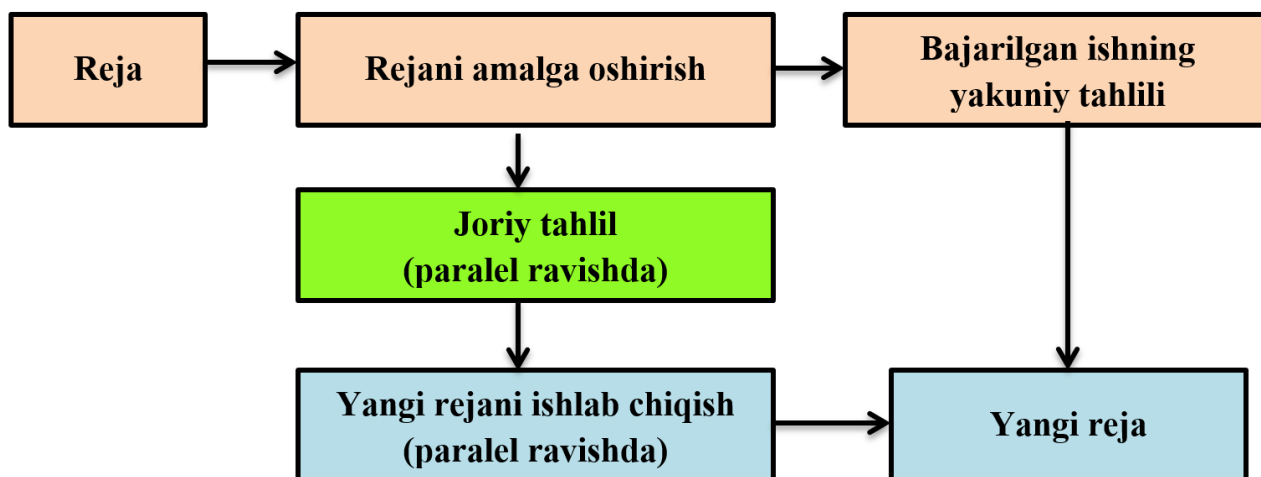 Reja
Rejani amalga oshirish
Bajarilgan ishning
yakuniy tahlili
Joriy tahlil
(paralel ravishda)
Yangi rejani ishlab chiqish
(paralel ravishda)
Yangi reja